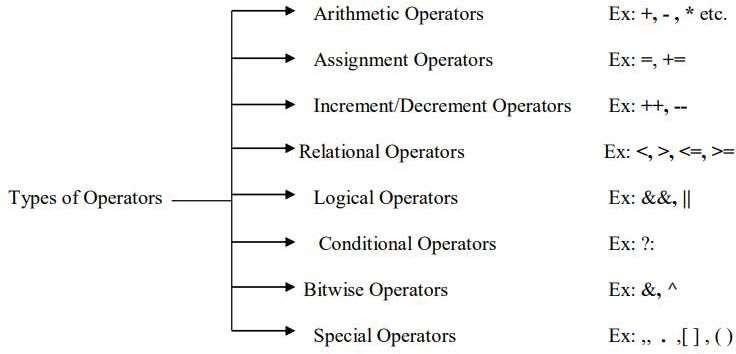 Arithmetic Operators Ex: +, - , * etc.
Assignment Operators Ex: =, +=
Increment/Decrement Operators Ex: ++, --
Relational Operators Ex: <, >, <=, >=
Types of Operators Logical Operators Ex: &&, ||
Conditional Operators Ex: ?:
Bitwise Operators Ex: &, ^
Special Operators Ex: ,, . ,[ ] , ( )